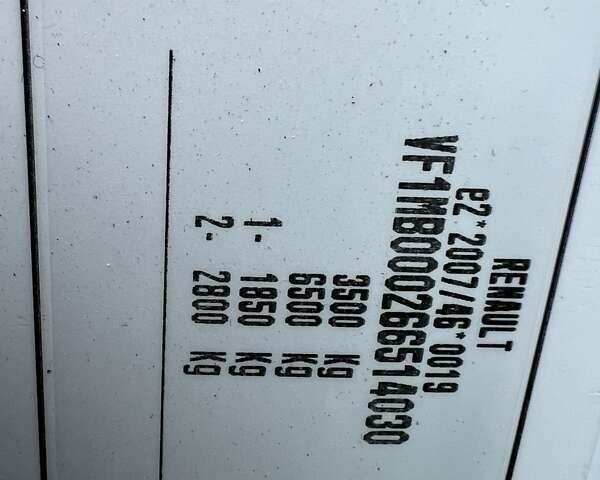 RENAULT
e2*2007/46*0019
VF1MB000266514030
3500 Kg
6500 Kg
1- 1850 Kg
2- 2800 Kg